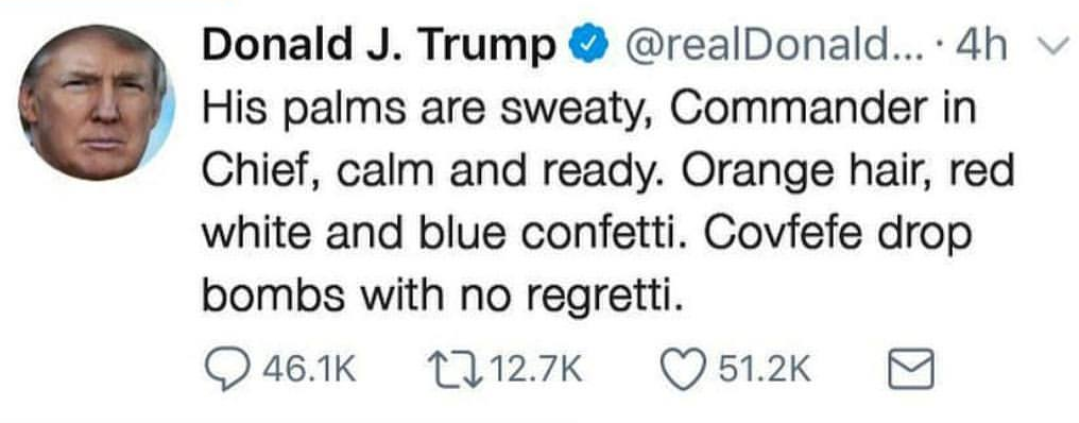 Donald J. Trump @realDonald... · 4h
His palms are sweaty, Commander in
Chief, calm and ready. Orange hair, red
white and blue confetti. Covfefe drop
bombs with no regretti.
46.1K 12.7K 51.2K